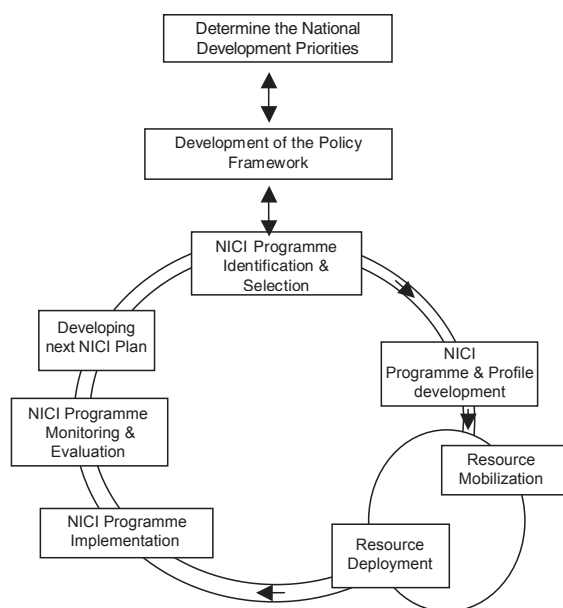 Determine the National
Development Priorities
Development of the Policy
Framework
NICI Programme
Identification &
Selection
NICI
Programme & Profile
development
Resource
Mobilization
Resource
Deployment
NICI Programme
Implementation
NICI Programme
Monitoring &
Evaluation
Developing
next NICI Plan